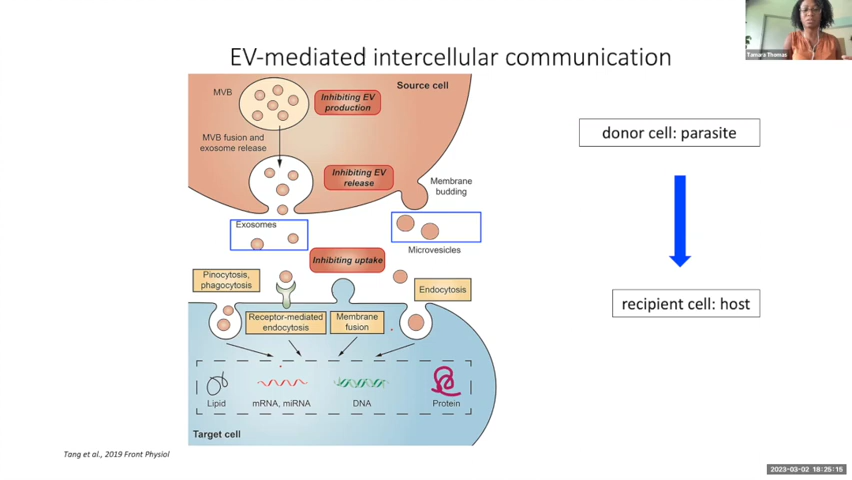 Tamara Thomas
EV-mediated intercellular communication
MVB
Inhibiting EV
production
Source cell
MVB fusion and
exosome release
Inhibiting EV
release
Membrane
budding
Exosomes
Microvesicles
Inhibiting uptake
Pinocytosis,
phagocytosis
Endocytosis
Receptor-mediated
endocytosis
Membrane
fusion
Lipid
mRNA, miRNA
DNA
Protein
Target cell
donor cell: parasite
recipient cell: host
Tang et al., 2019 Front Physiol
2023-03-02 18:25:15